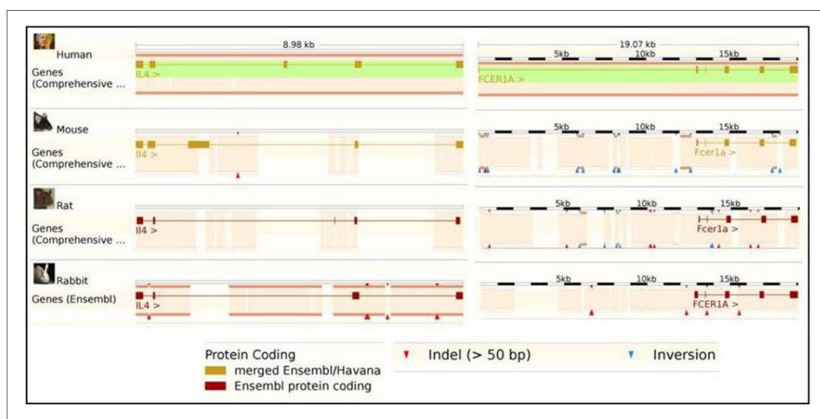 8.98 kb
19.07 kb
Human
5kb 10kb 15kb
Genes
(Comprehensive ...
IL4 >
FCER1A >
Mouse
5kb 10kb 15kb
Genes
(Comprehensive ...
Il4 >
Fcer1a >
Rat
5kb 10kb 15kb
Genes
(Comprehensive ...
Il4 >
Fcer1a >
Rabbit
5kb 10kb 15kb
Genes (Ensembl)
IL4 >
FCER1A >
Protein Coding
merged Ensembl/Havana
Ensembl protein coding
Indel (> 50 bp)
Inversion